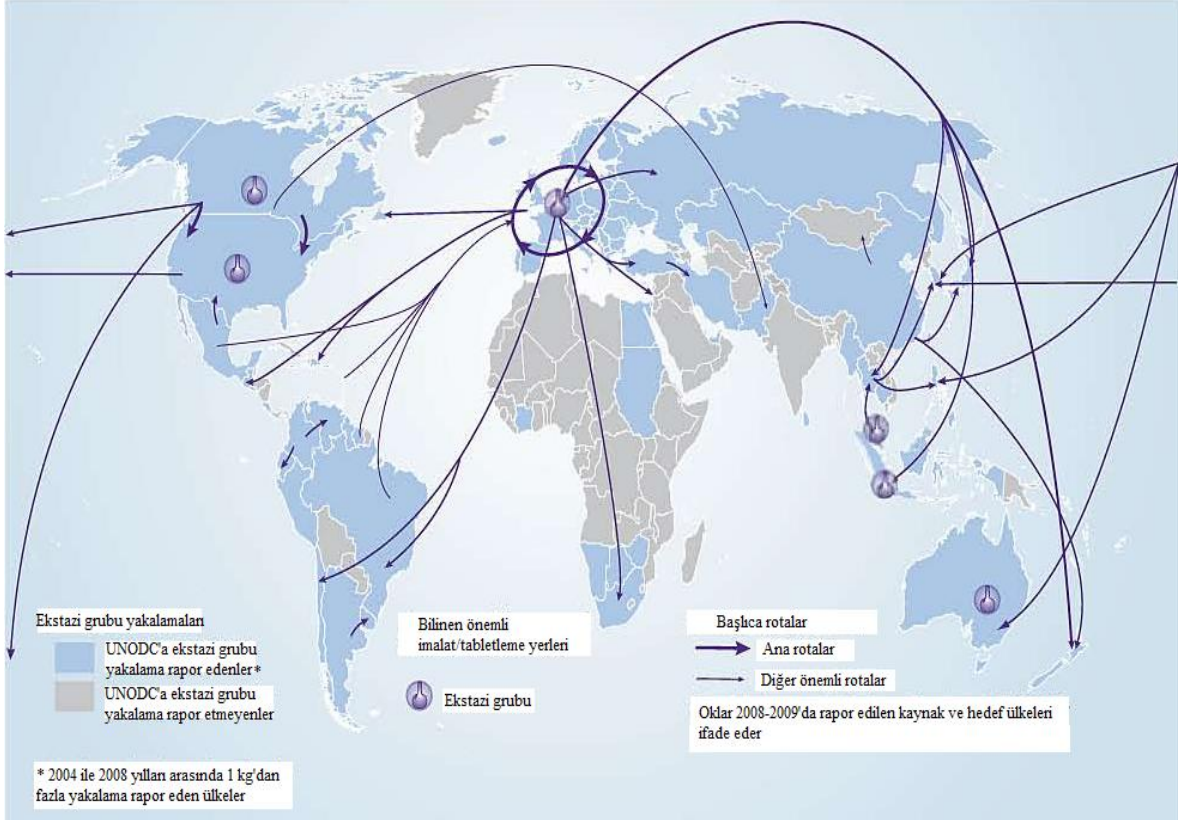 Ekstazi grubu yakalamaları
UNODC'a ekstazi grubu
yakalama rapor edenler*
UNODC'a ekstazi grubu
yakalama rapor etmeyenler
* 2004 ile 2008 yılları arasında 1 kg'dan
fazla yakalama rapor eden ülkeler
Bilinen önemli
imalat/tabletleme yerleri
Ekstazi grubu
Başlıca rotalar
Ana rotalar
Diğer önemli rotalar
Oklar 2008-2009'da rapor edilen kaynak ve hedef ülkeleri
ifade eder